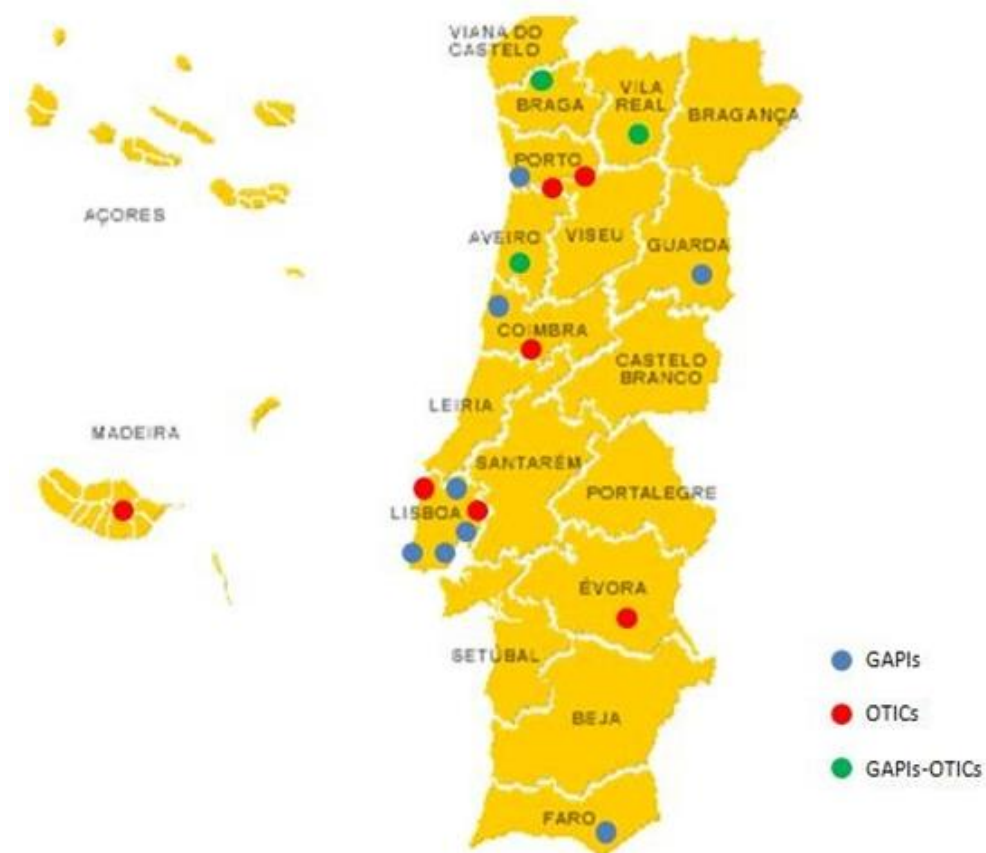 VIANA DO
CASTELO
BRAGA
VILA
REAL
BRAGANÇA
PORTO
AÇORES
AVEIRO
VISEU
GUARDA
COIMBRA
CASTELO
BRANCO
LEIRIA
MADEIRA
SANTARÉM
PORTALEGRE
LISBOA
ÉVORA
SETÚBAL
BEJA
FARO
GAPIs
OTICs
GAPIs-OTICs